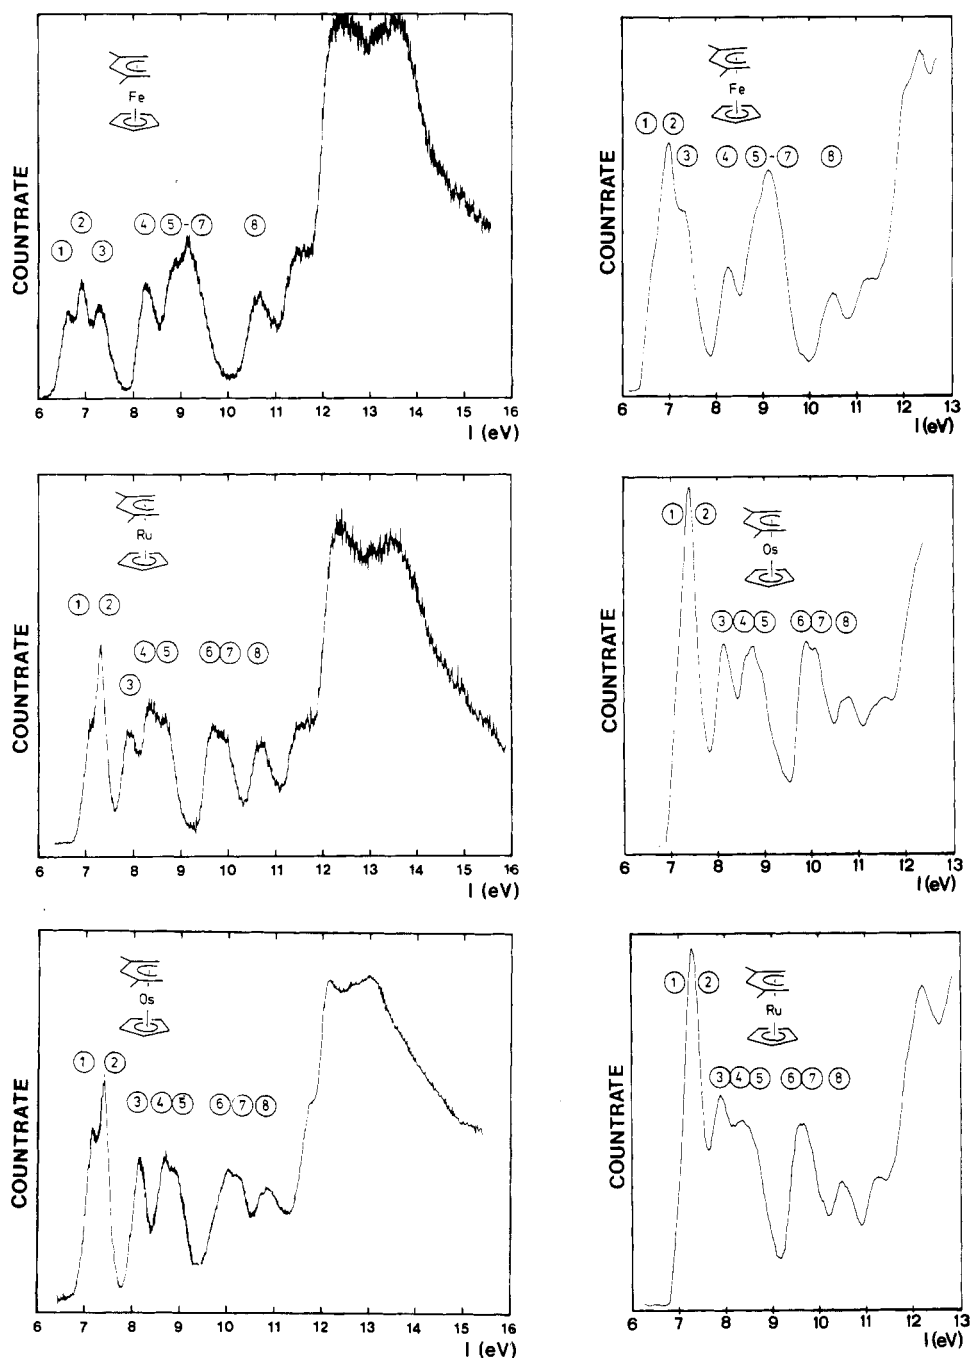 Fe
① ② ③ ④ ⑤ - ⑦ ⑧
COUNTRATE
6 7 8 9 10 11 12 13 14 15 16
I (eV)
Fe
① ② ③ ④ ⑤ - ⑦ ⑧
COUNTRATE
6 7 8 9 10 11 12 13
I (eV)
Ru
① ② ③ ④ ⑤ ⑥ ⑦ ⑧
COUNTRATE
6 7 8 9 10 11 12 13 14 15 16
I (eV)
Os
① ② ③ ④ ⑤ ⑥ ⑦ ⑧
COUNTRATE
6 7 8 9 10 11 12 13
I (eV)
Os
① ② ③ ④ ⑤ ⑥ ⑦ ⑧
COUNTRATE
6 7 8 9 10 11 12 13 14 15 16
I (eV)
Ru
① ② ③ ④ ⑤ ⑥ ⑦ ⑧
COUNTRATE
6 7 8 9 10 11 12 13
I (eV)